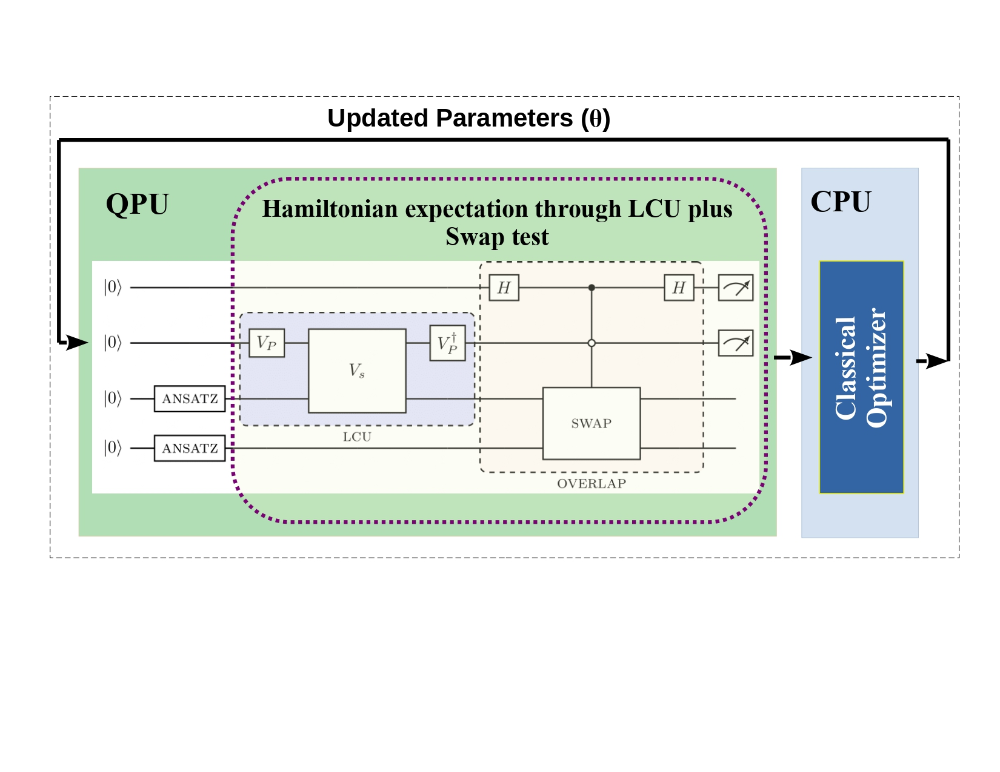 Updated Parameters (θ)
QPU
Hamiltonian expectation through LCU plus
Swap test
CPU
|0⟩ H H
|0⟩ V_P V_s V_P^†
|0⟩ ANSATZ
SWAP
LCU
|0⟩ ANSATZ
OVERLAP
Classical
Optimizer